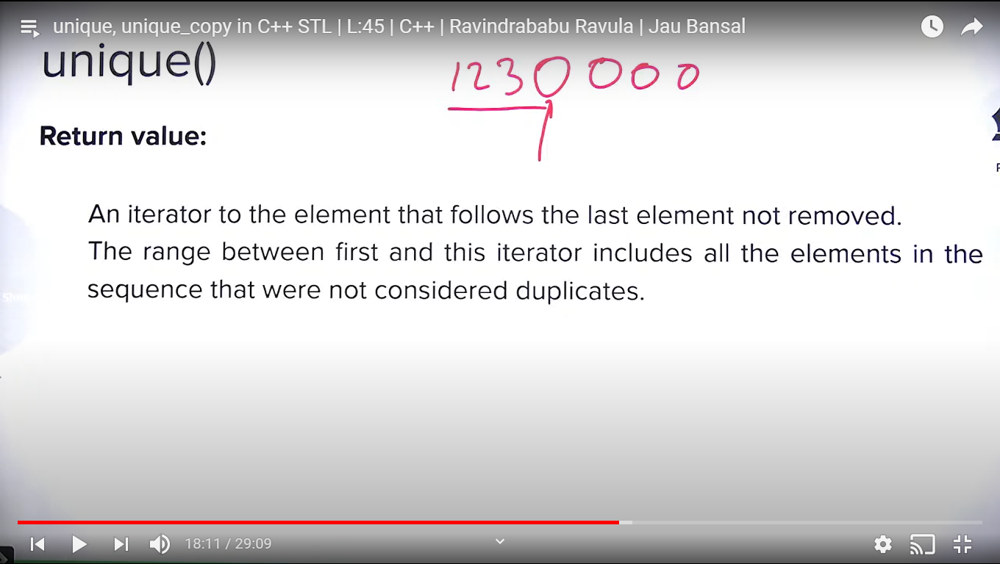 unique, unique_copy in C++ STL | L:45 | C++ | Ravindrababu Ravula | Jau Bansal
unique()
1230000
Return value:
An iterator to the element that follows the last element not removed.
The range between first and this iterator includes all the elements in the
sequence that were not considered duplicates.
18:11 / 29:09